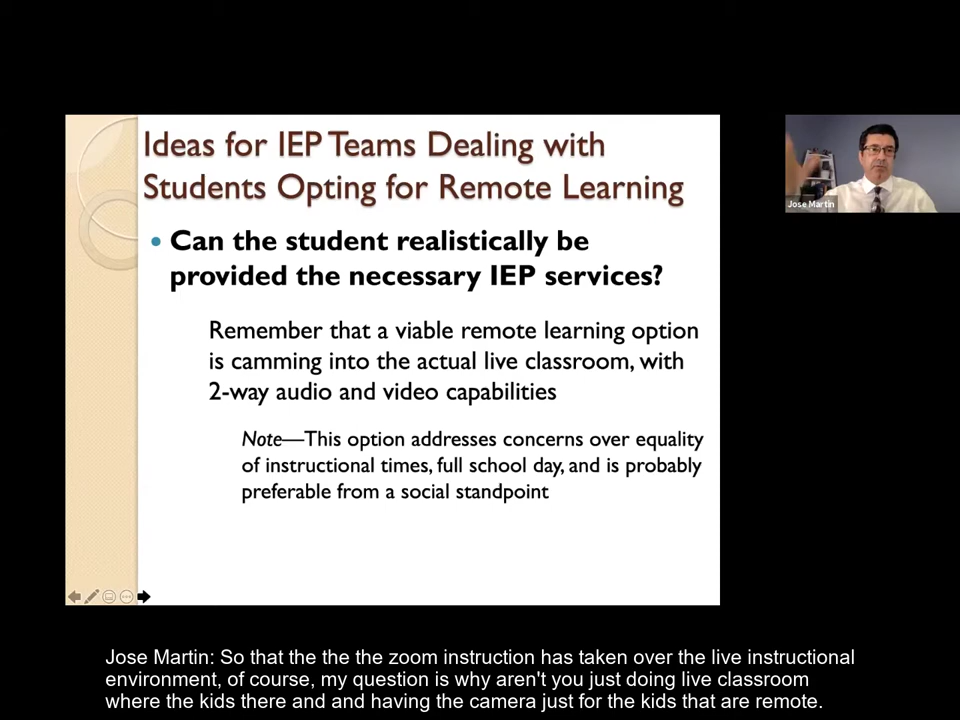 Ideas for IEP Teams Dealing with
Students Opting for Remote Learning
• Can the student realistically be
provided the necessary IEP services?
Remember that a viable remote learning option
is camming into the actual live classroom, with
2-way audio and video capabilities
Note—This option addresses concerns over equality
of instructional times, full school day, and is probably
preferable from a social standpoint
Jose Martin
Jose Martin: So that the the the zoom instruction has taken over the live instructional
environment, of course, my question is why aren't you just doing live classroom
where the kids there and and having the camera just for the kids that are remote.